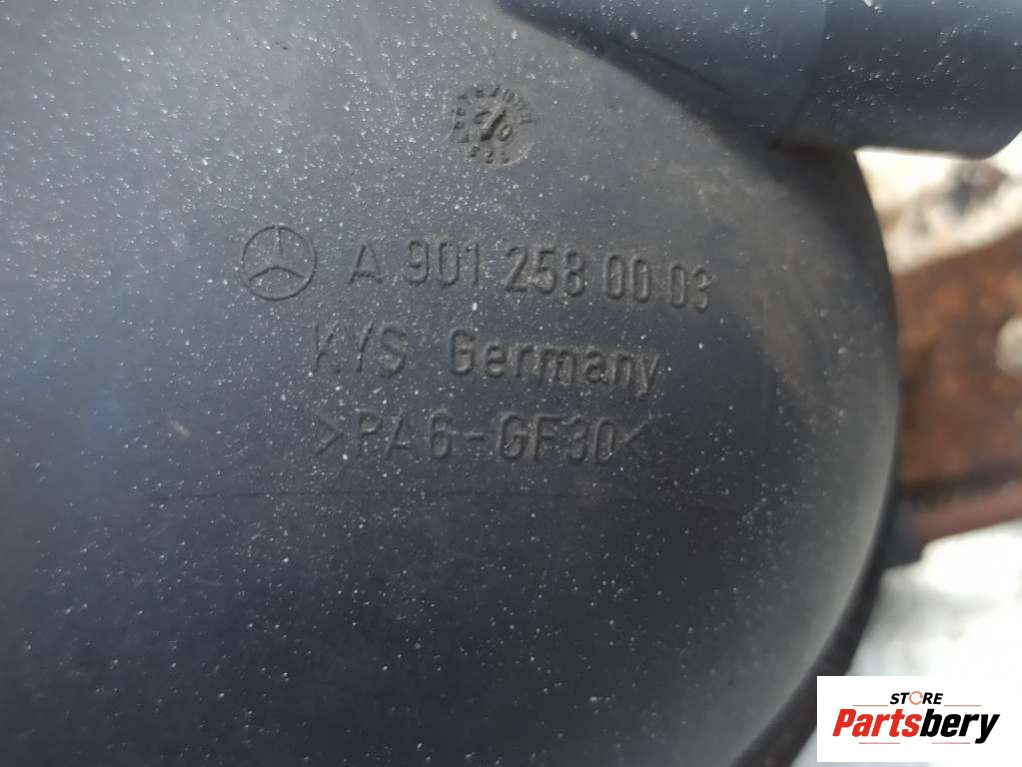 A 901 258 00 03
KYS Germany
>PA6-GF30<
STORE
Partsbery